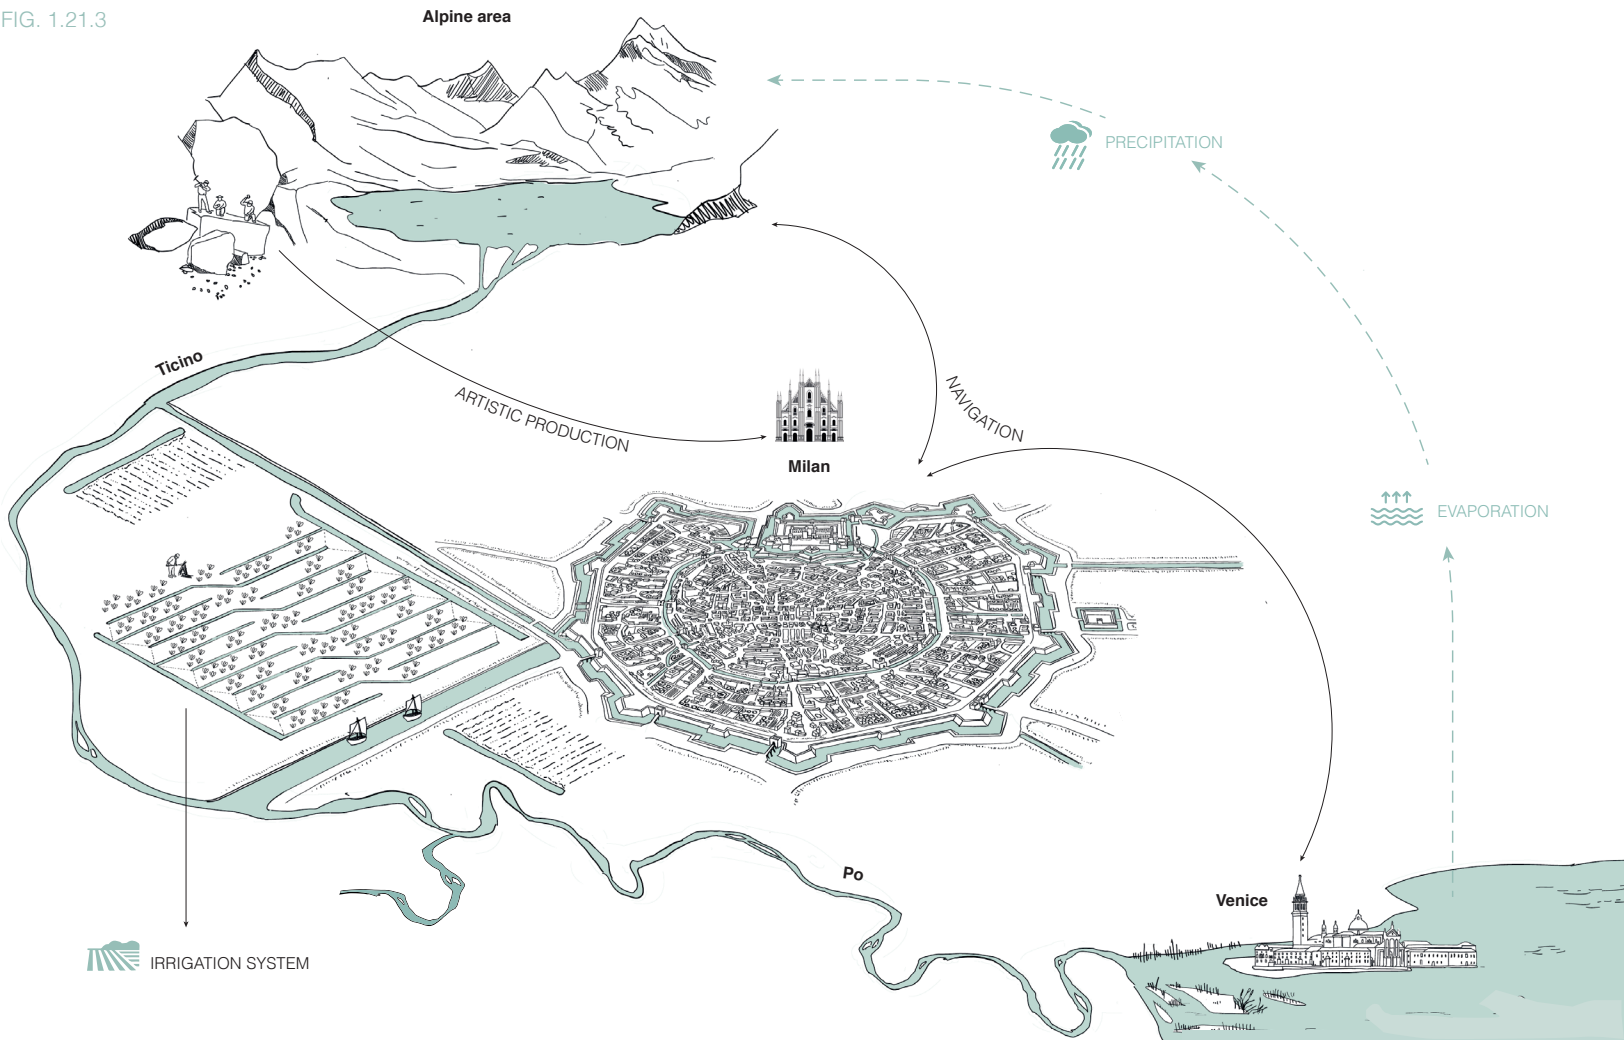 FIG. 1.21.3
Alpine area
PRECIPITATION
Ticino
ARTISTIC PRODUCTION
NAVIGATION
Milan
EVAPORATION
Po
Venice
IRRIGATION SYSTEM